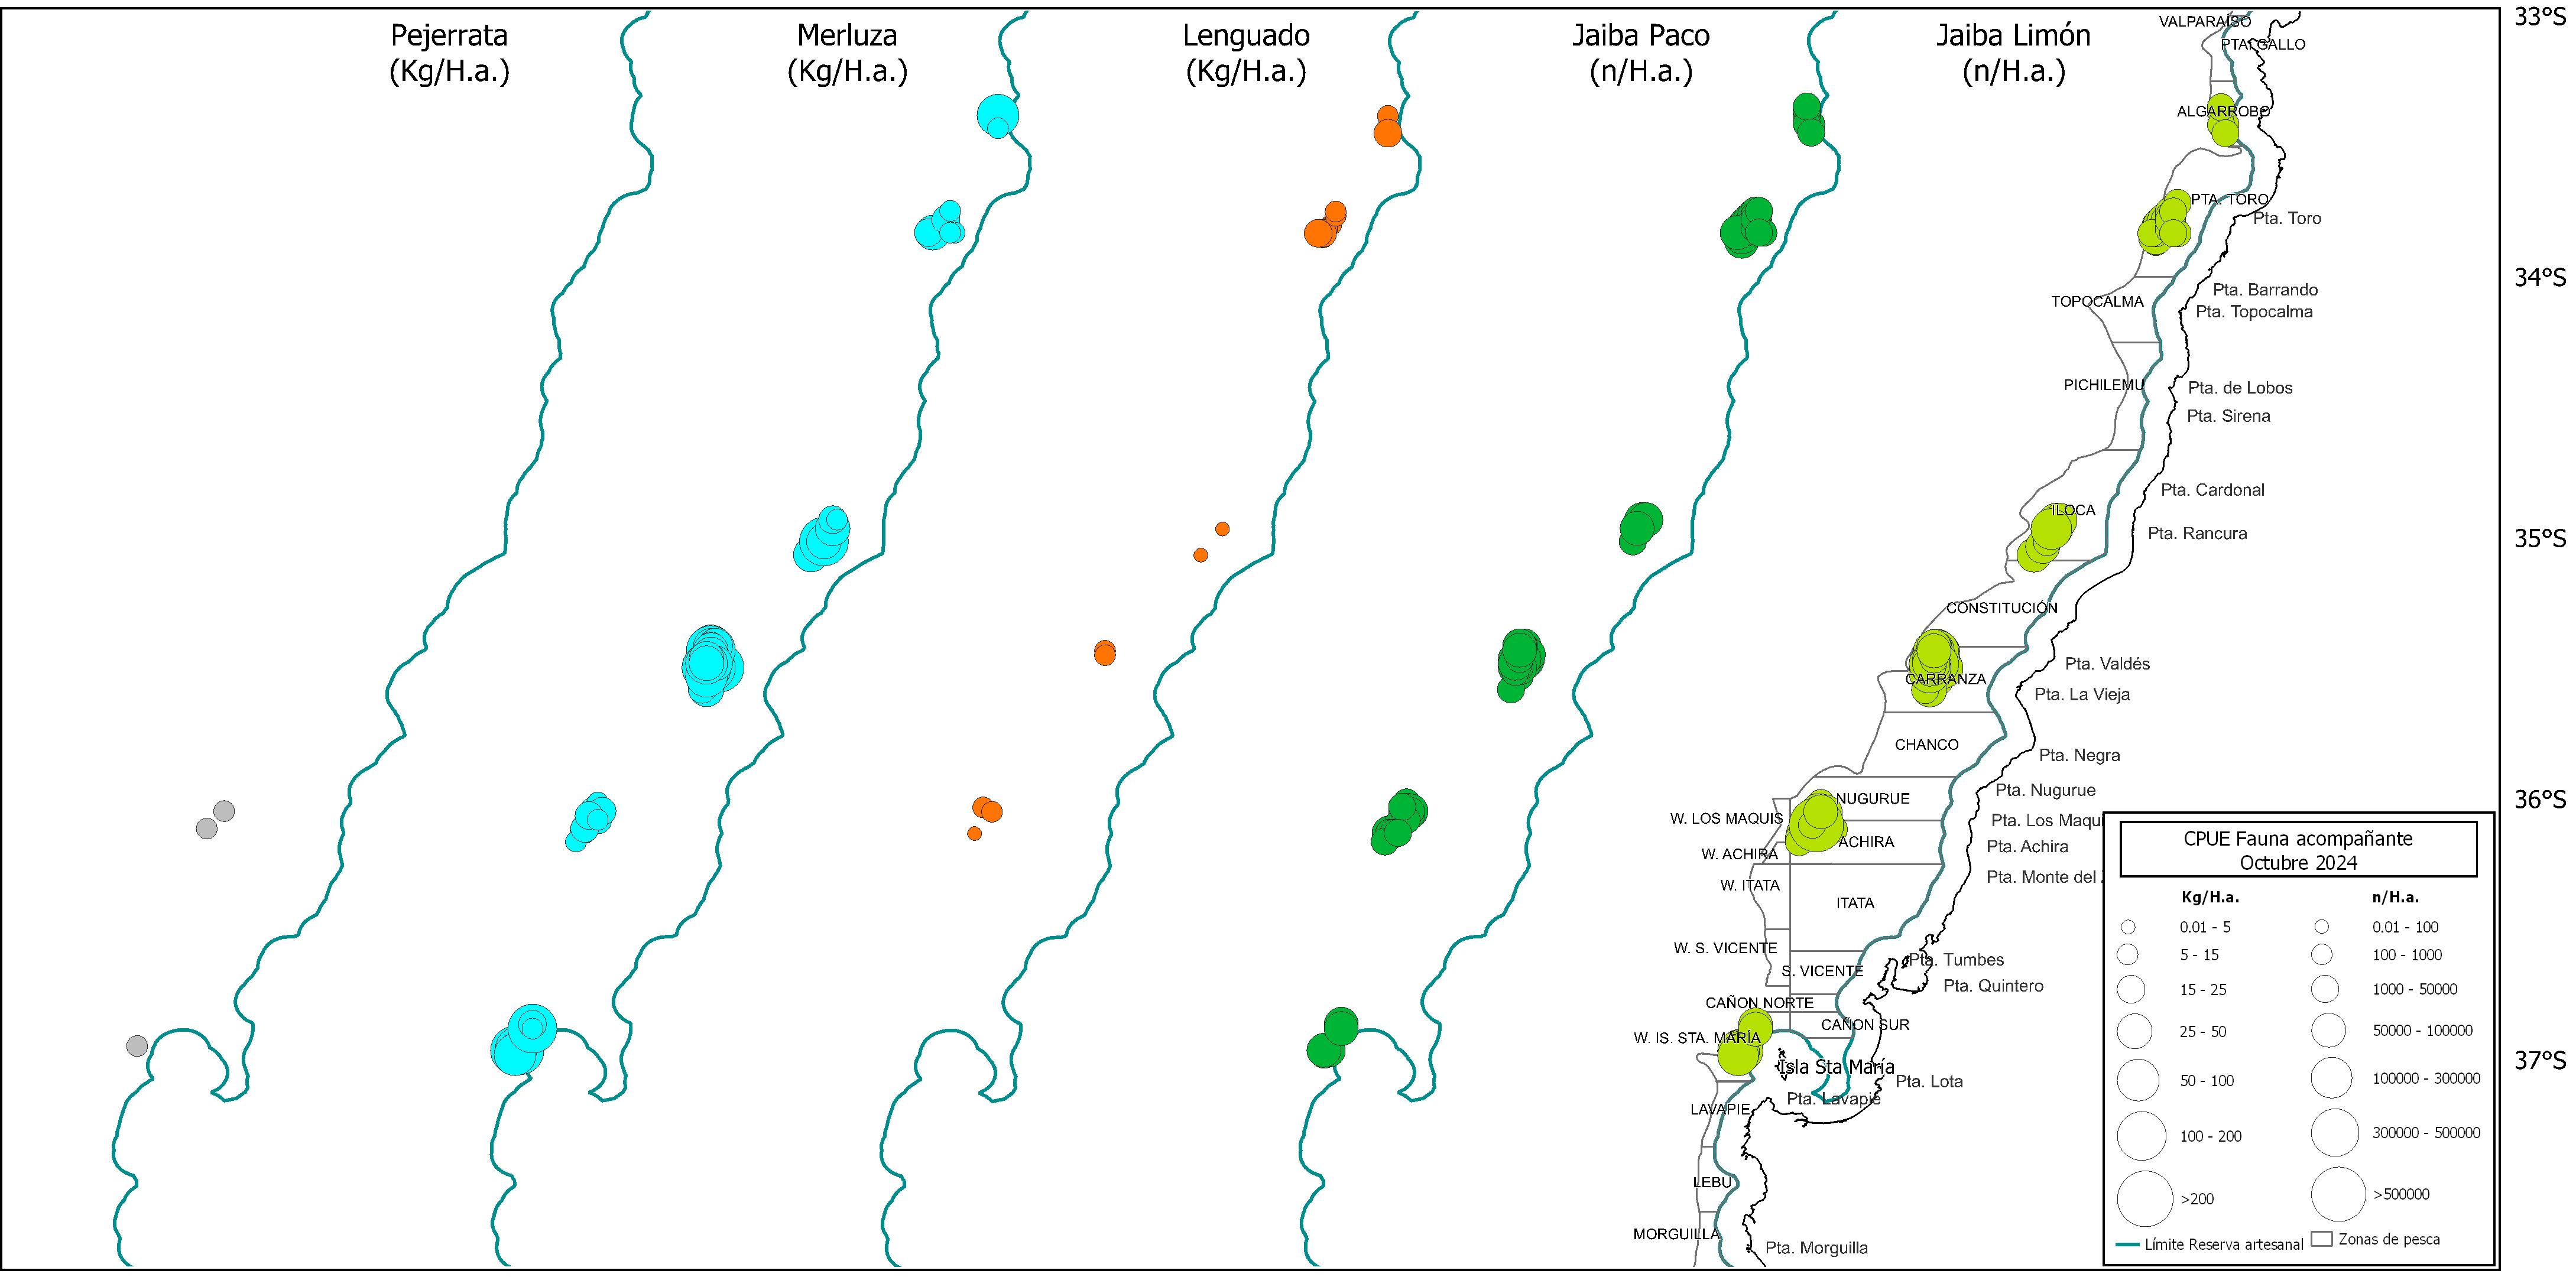 Pejerrata
(Kg/H.a.)
Merluza
(Kg/H.a.)
Lenguado
(Kg/H.a.)
Jaiba Paco
(n/H.a.)
Jaiba Limón
(n/H.a.)
33°S
34°S
35°S
36°S
37°S
VALPARAÍSO
PTA. GALLO
ALGARROBO
PTA. TORO
Pta. Toro
Pta. Barrando
TOPOCALMA
Pta. Topocalma
PICHILEMU
Pta. de Lobos
Pta. Sirena
Pta. Cardonal
ILOCA
Pta. Rancura
CONSTITUCIÓN
Pta. Valdés
CARRANZA
Pta. La Vieja
CHANCO
Pta. Negra
Pta. Nugurue
NUGURUE
W. LOS MAQUIS
Pta. Los Maqu
ACHIRA
Pta. Achira
W. ACHIRA
Pta. Monte del
W. ITATA
ITATA
W. S. VICENTE
Pta. Tumbes
S. VICENTE
Pta. Quintero
CAÑON NORTE
CAÑON SUR
W. IS. STA. MARÍA
Isla Sta María
Pta. Lota
Pta. Lavapié
LAVAPIE
LEBU
MORGUILLA
Pta. Morguilla
CPUE Fauna acompañante
Octubre 2024
Kg/H.a.
n/H.a.
0.01 - 5
0.01 - 100
5 - 15
100 - 1000
15 - 25
1000 - 50000
25 - 50
50000 - 100000
50 - 100
100000 - 300000
100 - 200
300000 - 500000
>200
>500000
Límite Reserva artesanal
Zonas de pesca